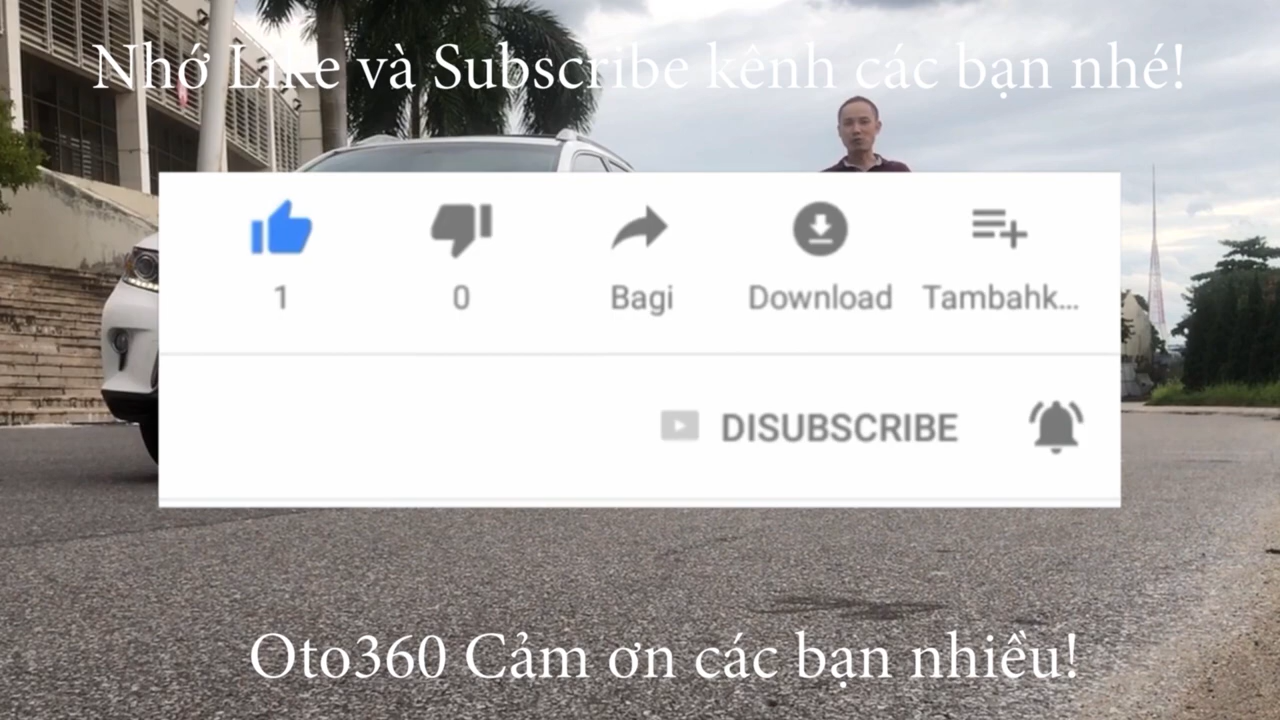 Nhớ Like và Subscribe kênh các bạn nhé!
1 0 Bagi Download Tambahk...
DISUBSCRIBE
Oto360 Cảm ơn các bạn nhiều!